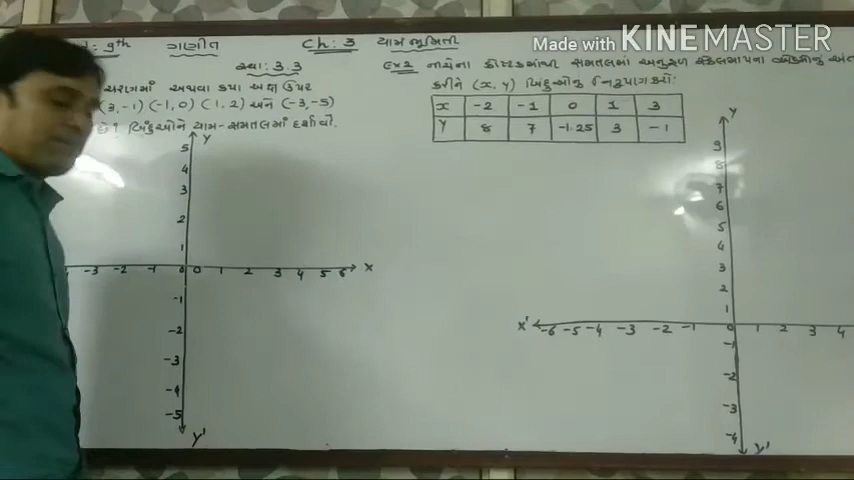 Made with KINEMASTER
: 9th ગણીત Ch: 3 યામ ભૂમિતી
સ્વા: 3.3
ચરણમાં અથવા કયા અક્ષ ઉપર
(3,-1) (-1,0) (1,2) અને (-3,-5)
છે? બિંદુઓને યામ-સમતલમાં દર્શાવો.
Ex 2 નીચેના કોષ્ટકમાંથી સમતલમાં અનુકૂળ સ્કેલમાપના
કરીને (x, y) બિંદુઓનું નિરૂપાણ કરો:
x -2 -1 0 1 3
Y 8 7 -1.25 3 -1
Y
5
4
3
2
1
-3 -2 -1 0 0 1 2 3 4 5 6 X
-1
-2
-3
-4
-5
Y'
Y
9
8
7
6
5
4
3
2
1
X' -6 -5 -4 -3 -2 -1 0 1 2 3 4
-1
-2
-3
-4
Y'